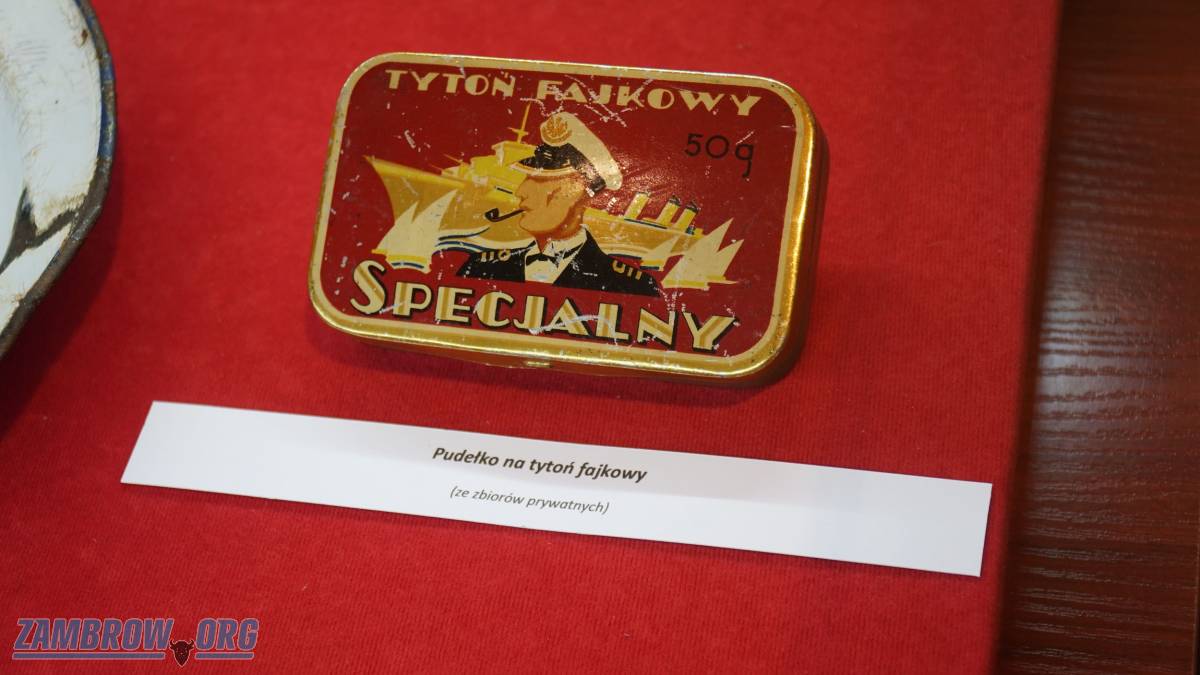 TYTOŃ FAJKOWY
50g
SPECJALNY
Pudełko na tytoń fajkowy
(ze zbiorów prywatnych)
ZAMBROW.ORG